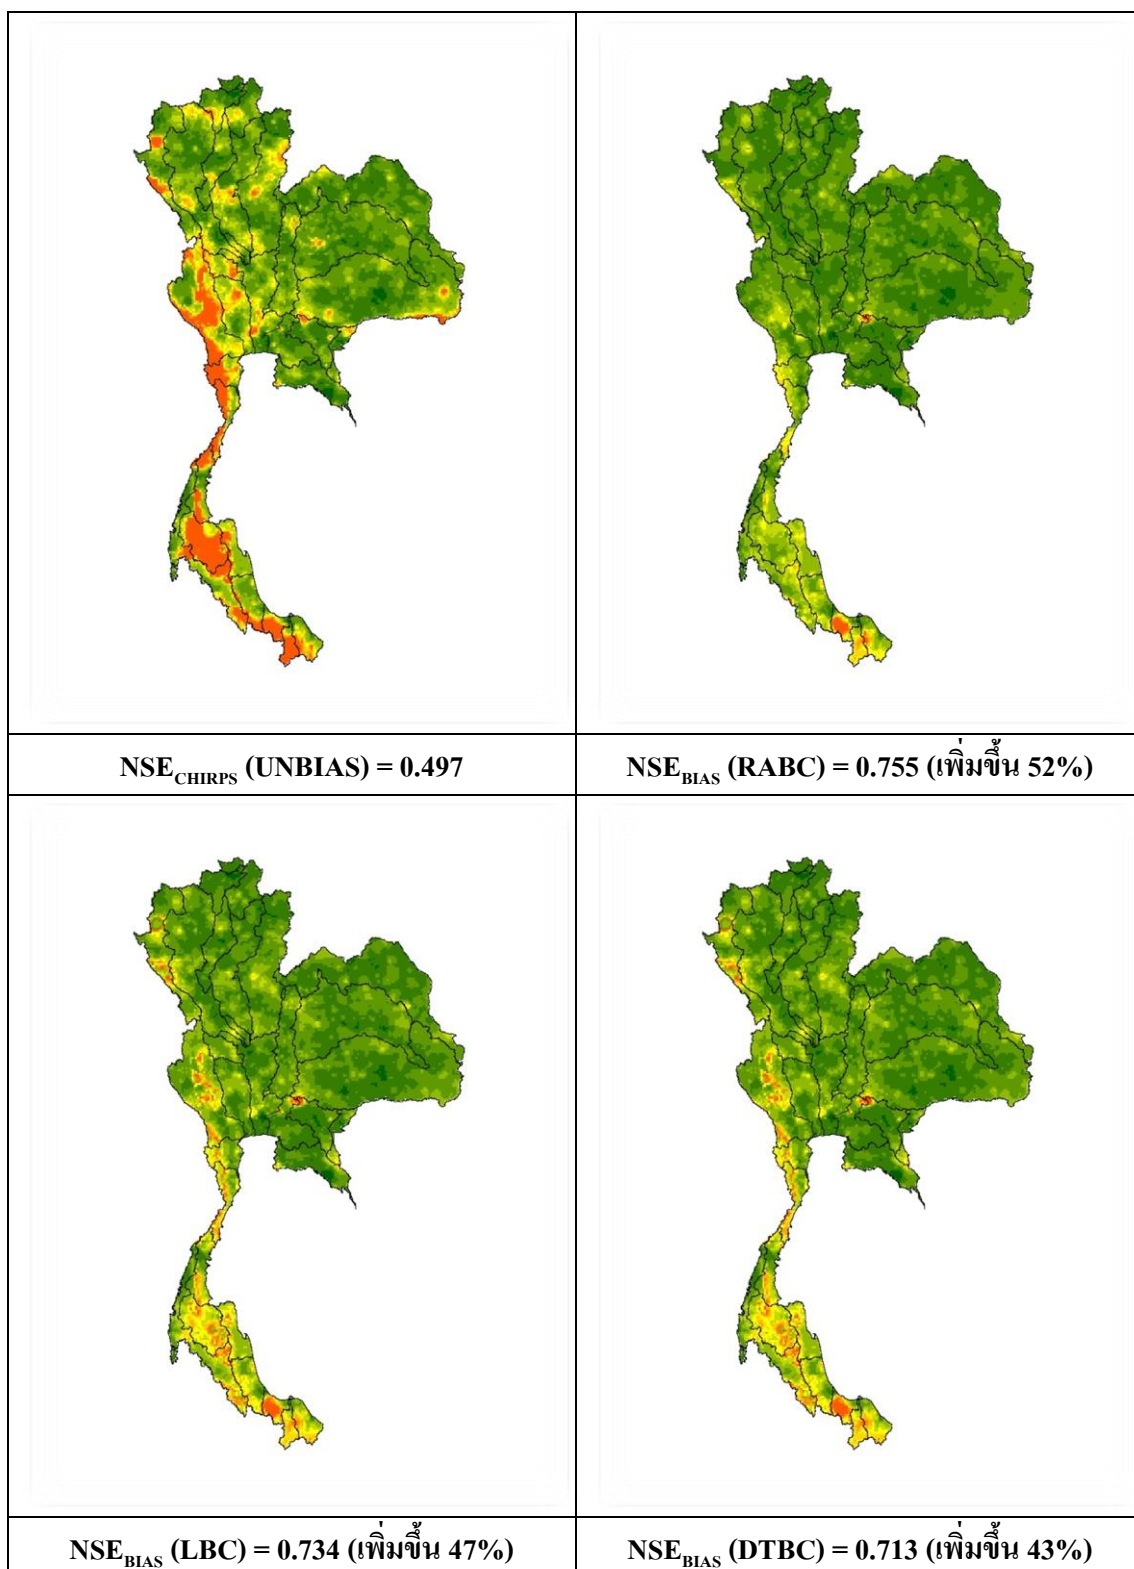 NSE_CHIRPS (UNBIAS) = 0.497
NSE_BIAS (RABC) = 0.755 (เพิ่มขึ้น 52%)
NSE_BIAS (LBC) = 0.734 (เพิ่มขึ้น 47%)
NSE_BIAS (DTBC) = 0.713 (เพิ่มขึ้น 43%)